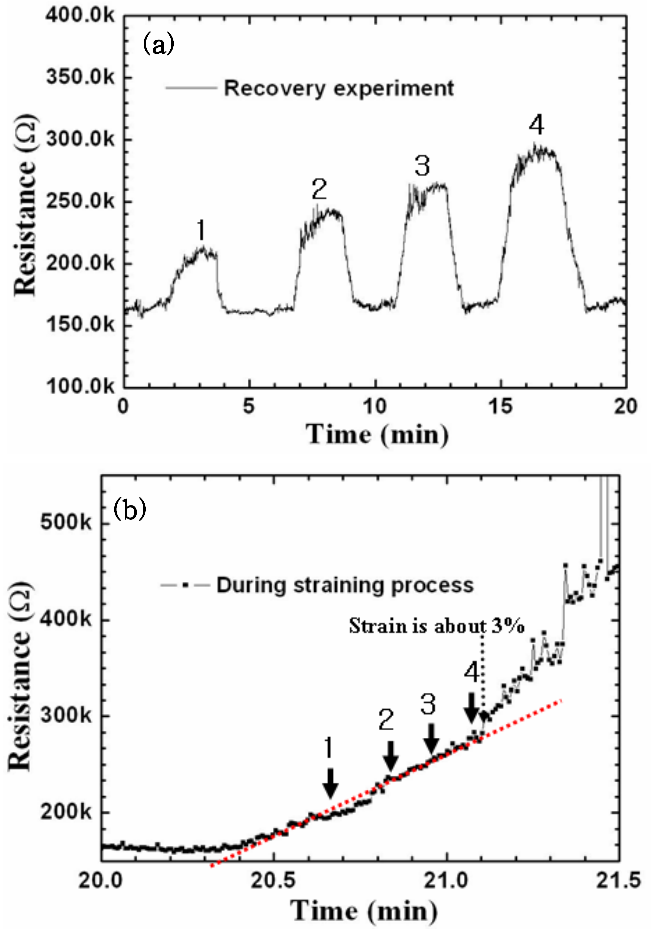 400.0k
(a)
Recovery experiment
4
300.0k
3
2
250.0k
1
200.0k
150.0k
100.0k
0 5 10 15 20
Resistance (Ω)
Time (min)
(b)
500k
During straining process
400k
Strain is about 3%
4
3
300k
2
1
200k
20.0 20.5 21.0 21.5
Resistance (Ω)
Time (min)